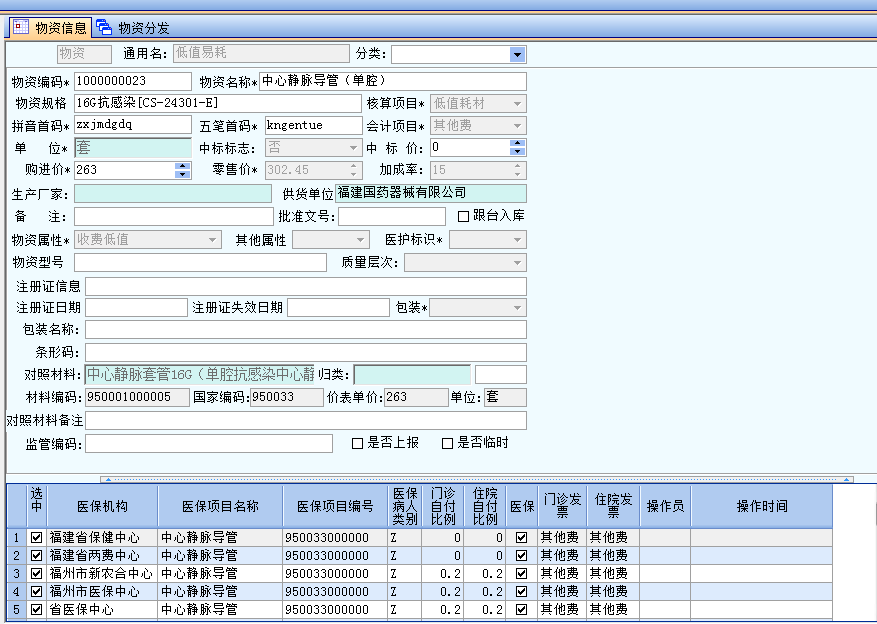 物资信息 物资分发
物资 通用名: 低值易耗 分类:
物资编码* 1000000023 物资名称* 中心静脉导管（单腔）
物资规格 16G抗感染[CS-24301-E] 核算项目* 低值耗材
拼音首码* zxjmdgdq 五笔首码* kngentue 会计项目* 其他费
单 位* 套 中标标志: 否 中 标 价: 0
购进价* 263 零售价* 302.45 加成率: 15
生产厂家: 供货单位 福建国药器械有限公司
备 注: 批准文号: 跟台入库
物资属性* 收费低值 其他属性 医护标识*
物资型号 质量层次:
注册证信息
注册证日期 注册证失效日期 包装*
包装名称:
条形码:
对照材料: 中心静脉套管16G（单腔抗感染中心静 归类:
材料编码: 950001000005 国家编码: 950033 价表单价: 263 单位: 套
对照材料备注
监管编码: 是否上报 是否临时
选中 医保机构 医保项目名称 医保项目编号 医保病人类别 门诊自付比例 住院自付比例 医保 门诊发票 住院发票 操作员 操作时间
1 福建省保健中心 中心静脉导管 950033000000 Z 0 0 其他费 其他费
2 福建省两费中心 中心静脉导管 950033000000 Z 0 0 其他费 其他费
3 福州市新农合中心 中心静脉导管 950033000000 Z 0.2 0.2 其他费 其他费
4 福州市医保中心 中心静脉导管 950033000000 Z 0.2 0.2 其他费 其他费
5 省医保中心 中心静脉导管 950033000000 Z 0.2 0.2 其他费 其他费